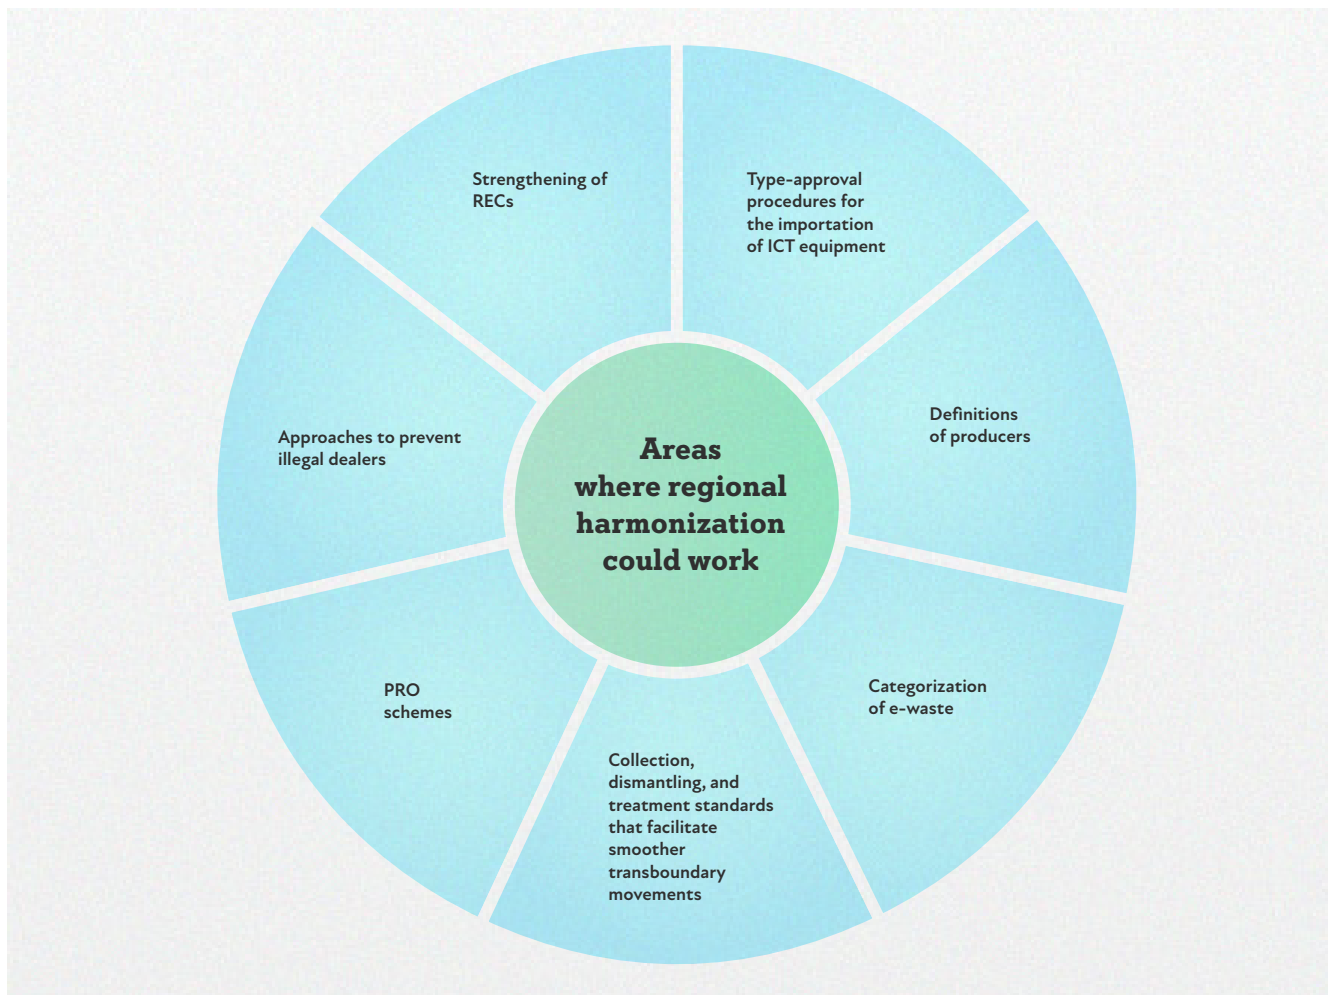 Strengthening of
RECs
Type-approval
procedures for
the importation
of ICT equipment
Definitions
of producers
Approaches to prevent
illegal dealers
Areas
where regional
harmonization
could work
Categorization
of e-waste
PRO
schemes
Collection,
dismantling, and
treatment standards
that facilitate
smoother
transboundary
movements